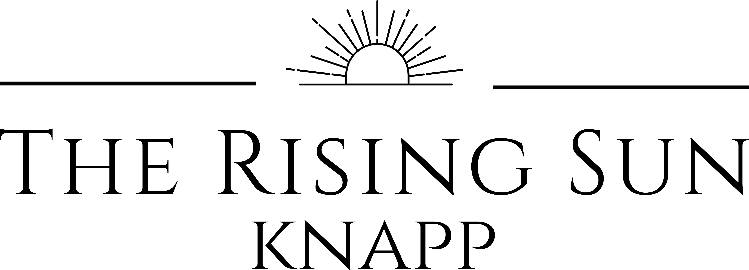 The Rising Sun
KNAPP